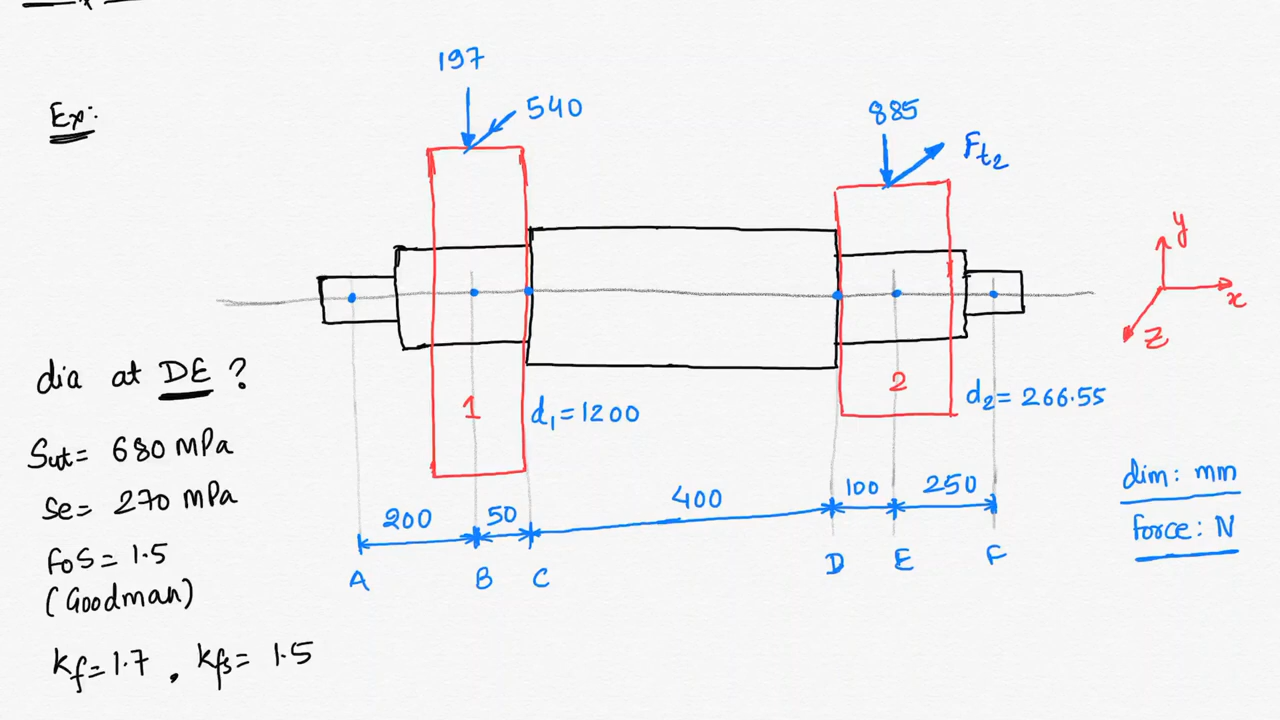 197
540
Ex:
885
Ft2
y
x
z
dia at DE ?
1
d1 = 1200
2
d2 = 266.55
Sut = 680 MPa
Se = 270 MPa
FoS = 1.5
(Goodman)
kf = 1.7 , kfs = 1.5
200
50
400
100
250
A
B
C
D
E
F
dim: mm
force: N